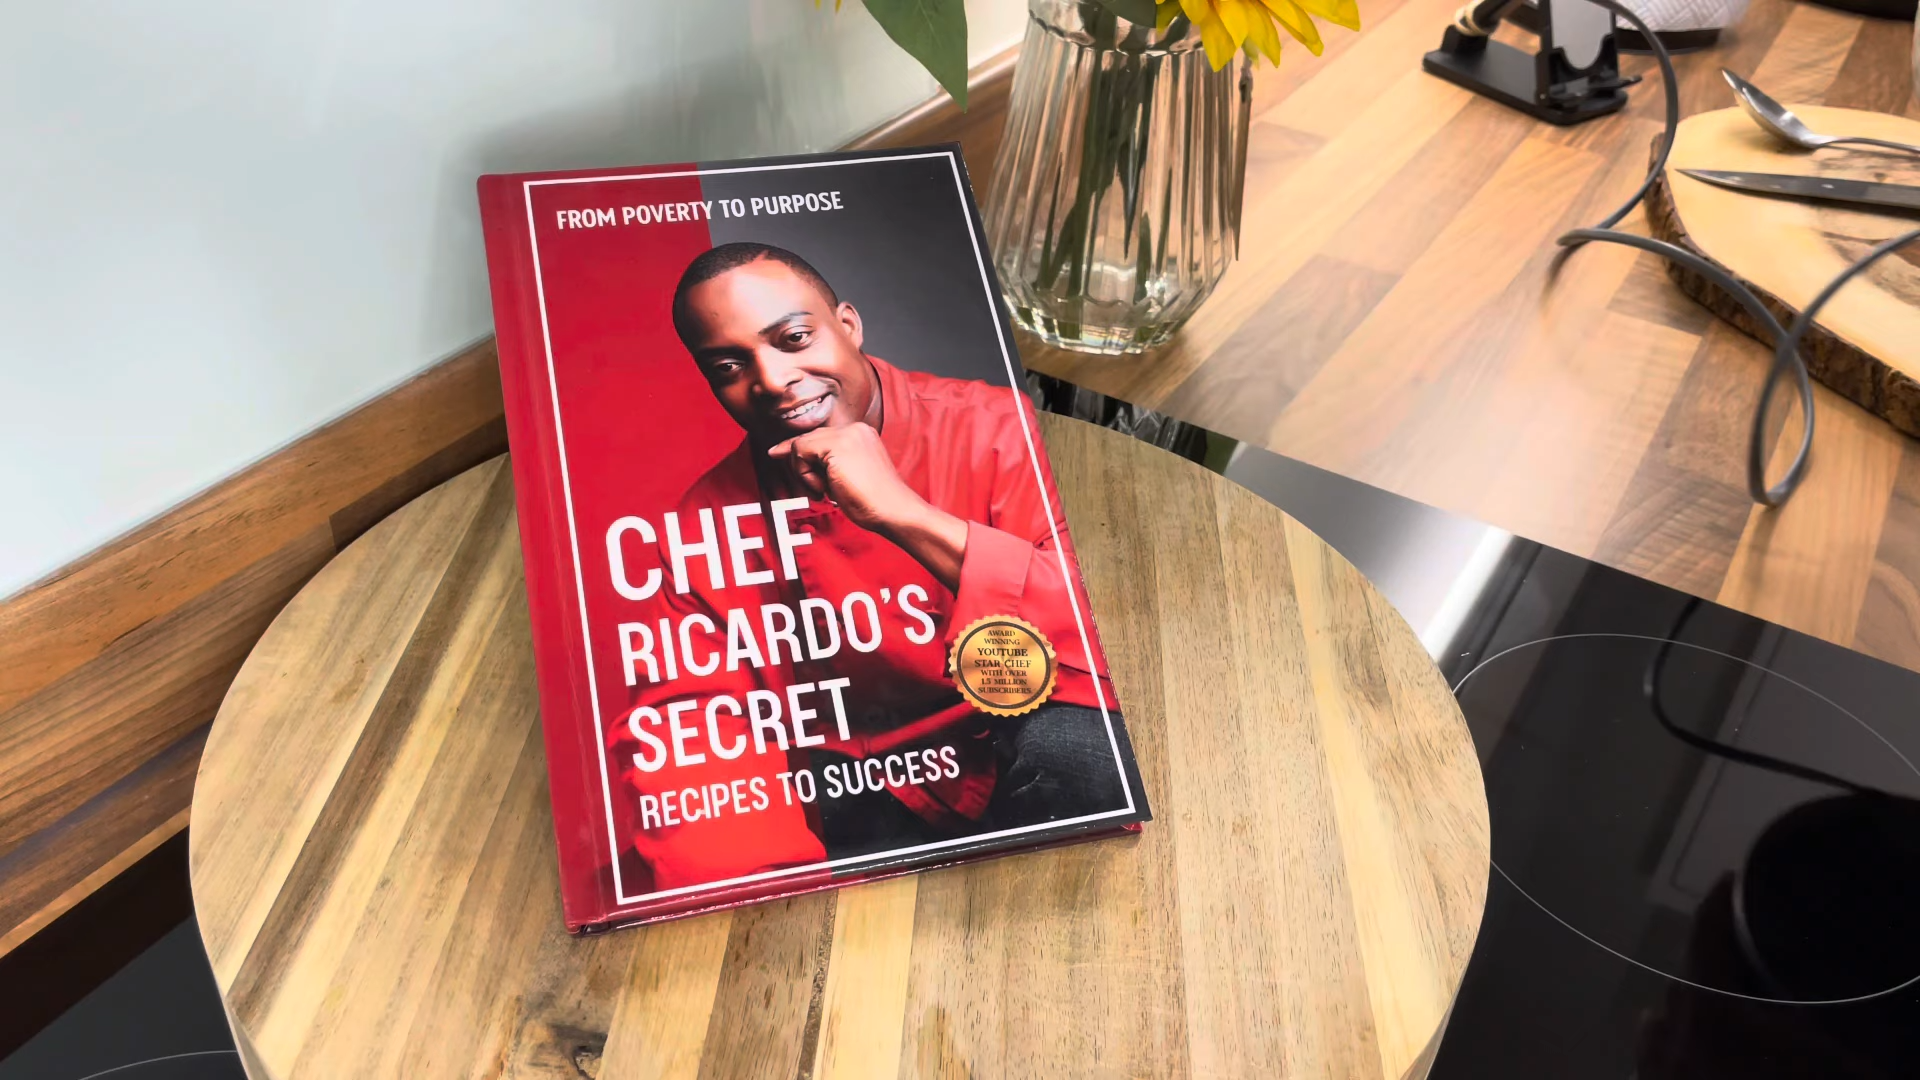 FROM POVERTY TO PURPOSE
CHEF
RICARDO'S
SECRET
RECIPES TO SUCCESS
AWARD
WINNING
YOUTUBE
STAR CHEF
WITH OVER
1.5 MILLION
SUBSCRIBERS